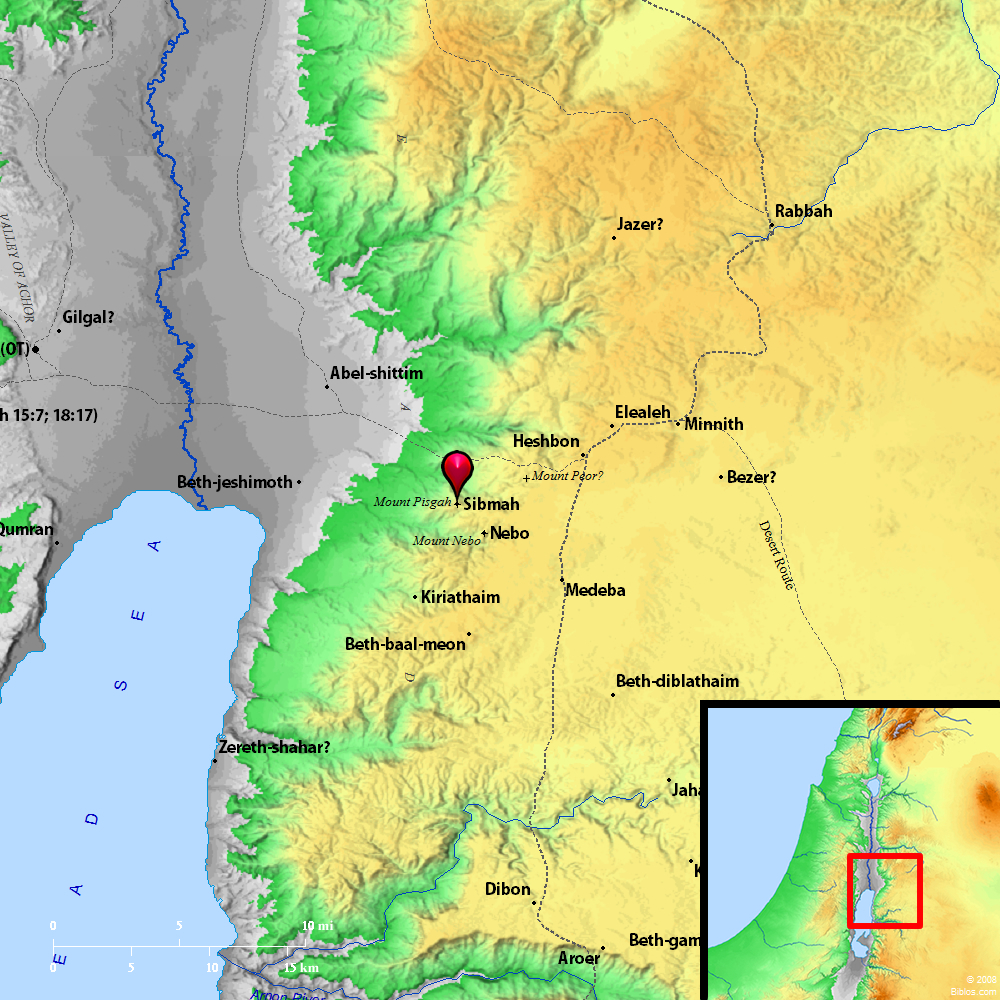 E
Rabbah
Jazer?
VALLEY OF ACHOR
Gilgal?
(OT)
Abel-shittim
A
h 15:7; 18:17)
Elealeh
Minnith
Heshbon
Mount Peor?
Bezer?
Beth-jeshimoth
Mount Pisgah
Sibmah
Qumran
Nebo
Mount Nebo
Desert Route
Medeba
Kiriathaim
Beth-baal-meon
D
Beth-diblathaim
Zereth-shahar?
Jaha
K
Dibon
Beth-gam
Aroer
DEAD SEA
0 5 10 mi
0 5 10 15 km
Arnon River
© 2008
Biblos.com